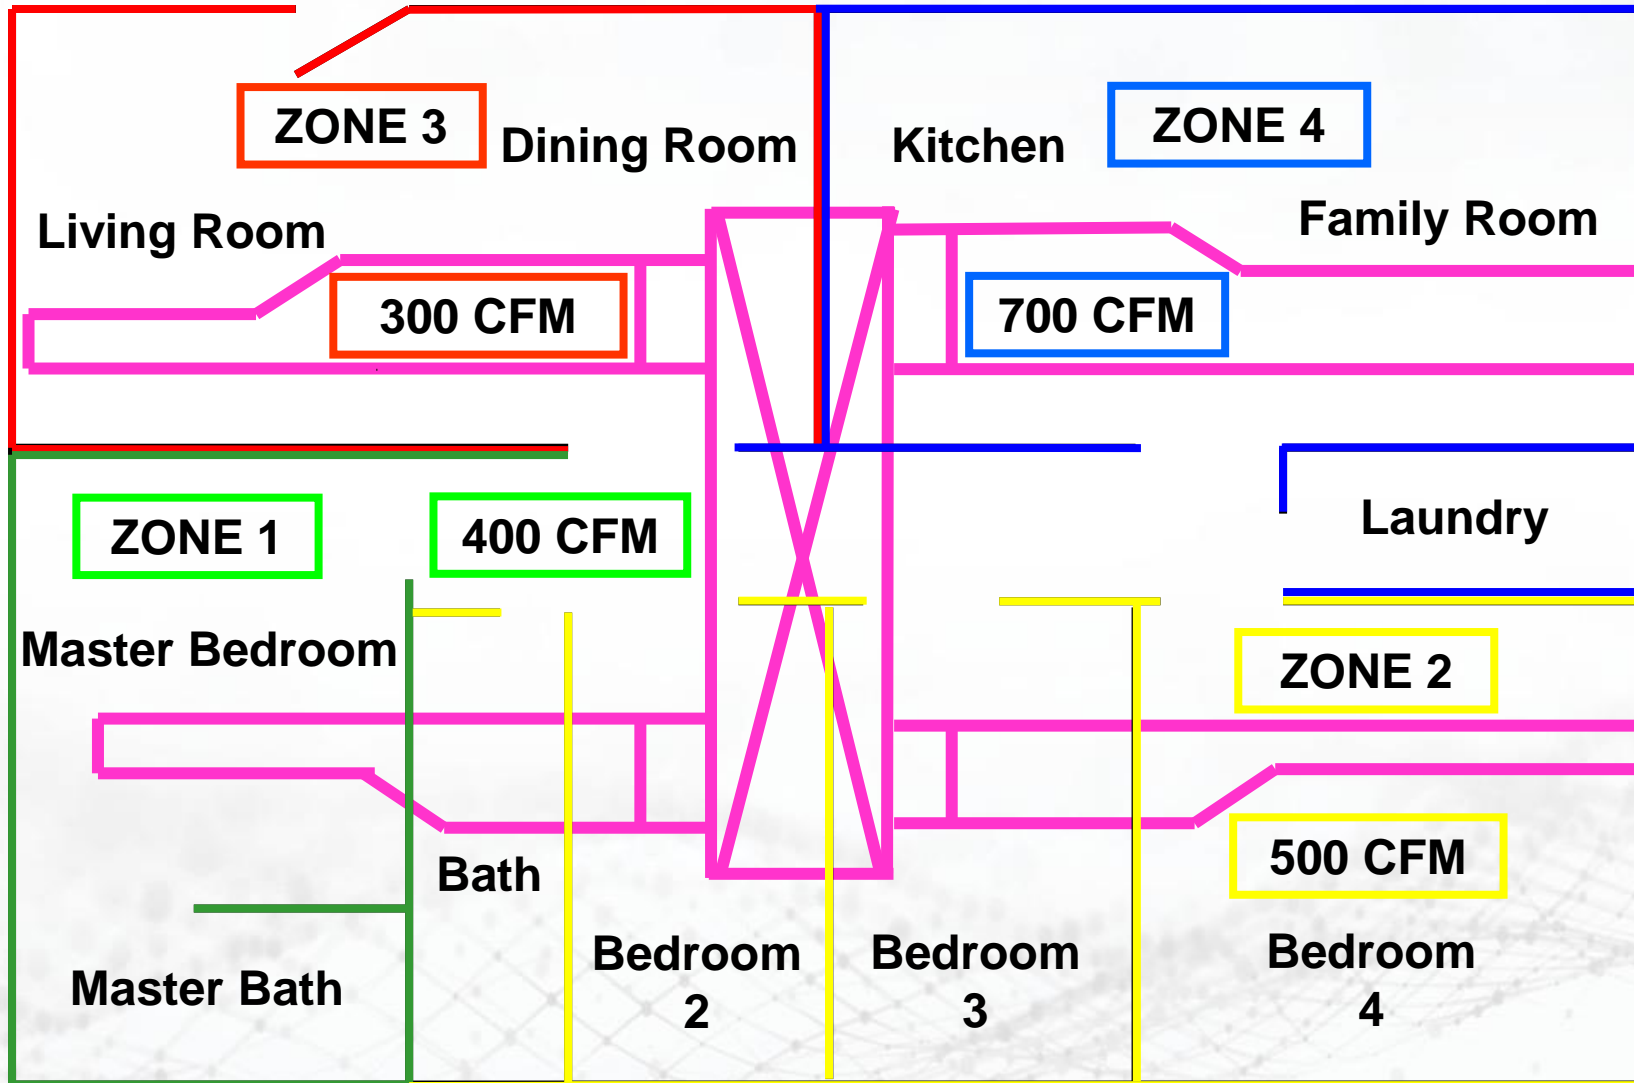 ZONE 3
Dining Room
Kitchen
ZONE 4
Living Room
Family Room
300 CFM
700 CFM
ZONE 1
400 CFM
Laundry
Master Bedroom
ZONE 2
Bath
500 CFM
Master Bath
Bedroom
2
Bedroom
3
Bedroom
4